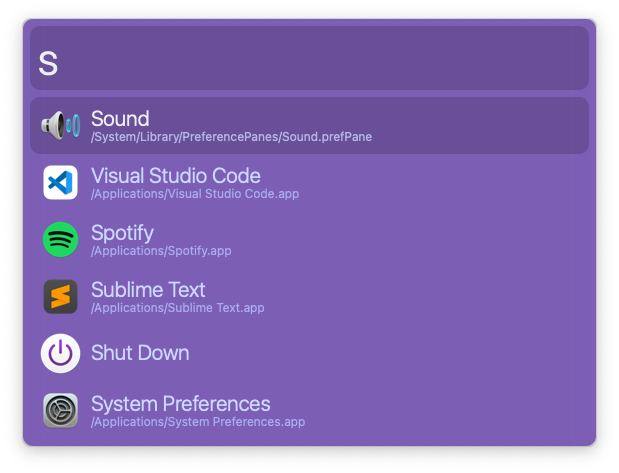 S
Sound
/System/Library/PreferencePanes/Sound.prefPane
Visual Studio Code
/Applications/Visual Studio Code.app
Spotify
/Applications/Spotify.app
Sublime Text
/Applications/Sublime Text.app
Shut Down
System Preferences
/Applications/System Preferences.app